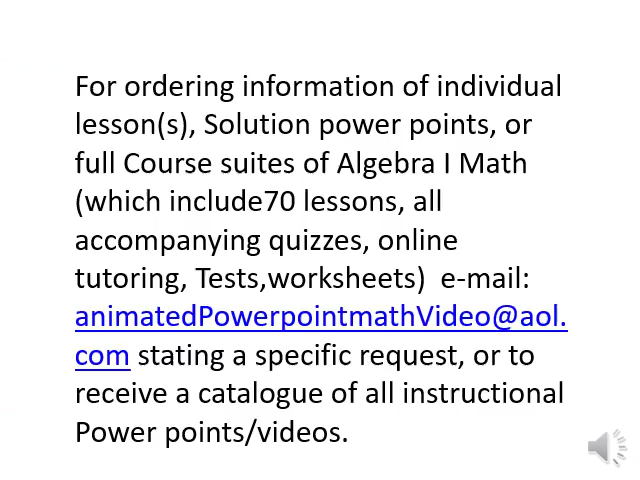 For ordering information of individual
lesson(s), Solution power points, or
full Course suites of Algebra I Math
(which include70 lessons, all
accompanying quizzes, online
tutoring, Tests,worksheets)  e-mail:
animatedPowerpointmathVideo@aol.
com stating a specific request, or to
receive a catalogue of all instructional
Power points/videos.